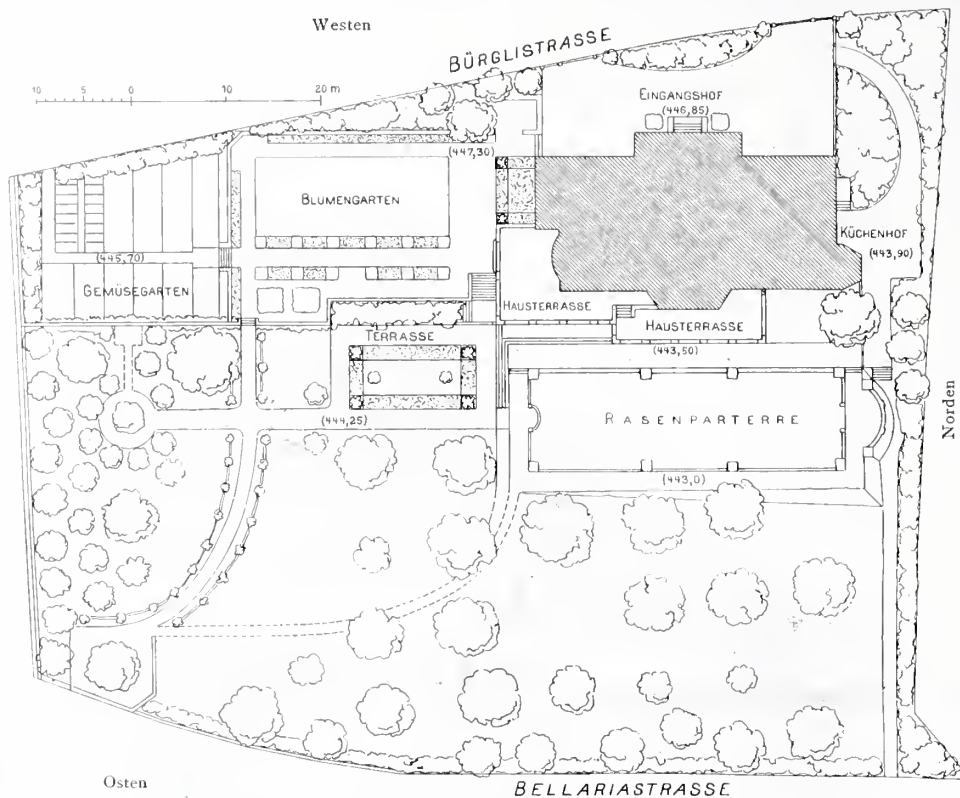 Westen
BÜRGLISTRASSE
10 5 0 10 20 m
EINGANGSHOF
(446,85)
(447,30)
BLUMENGARTEN
KÜCHENHOF
(443,90)
(445,70)
GEMÜSEGARTEN
HAUSTERRASSE
HAUSTERRASSE
TERRASSE
(443,50)
RASENPARTERRE
(444,25)
Norden
(443,0)
Osten
BELLARIASTRASSE